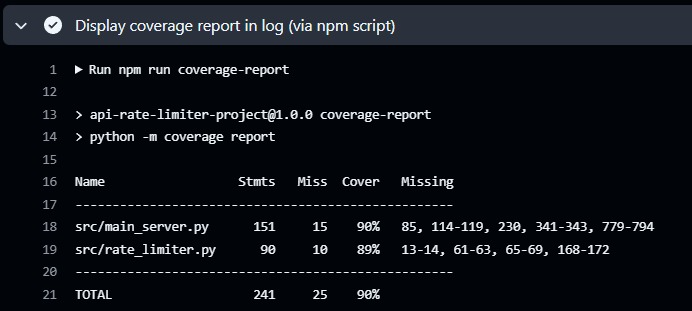 Display coverage report in log (via npm script)
1 Run npm run coverage-report
12
13 > api-rate-limiter-project@1.0.0 coverage-report
14 > python -m coverage report
15
16 Name Stmts Miss Cover Missing
17 -----------------------------------------------------
18 src/main_server.py 151 15 90% 85, 114-119, 230, 341-343, 779-794
19 src/rate_limiter.py 90 10 89% 13-14, 61-63, 65-69, 168-172
20 -----------------------------------------------------
21 TOTAL 241 25 90%